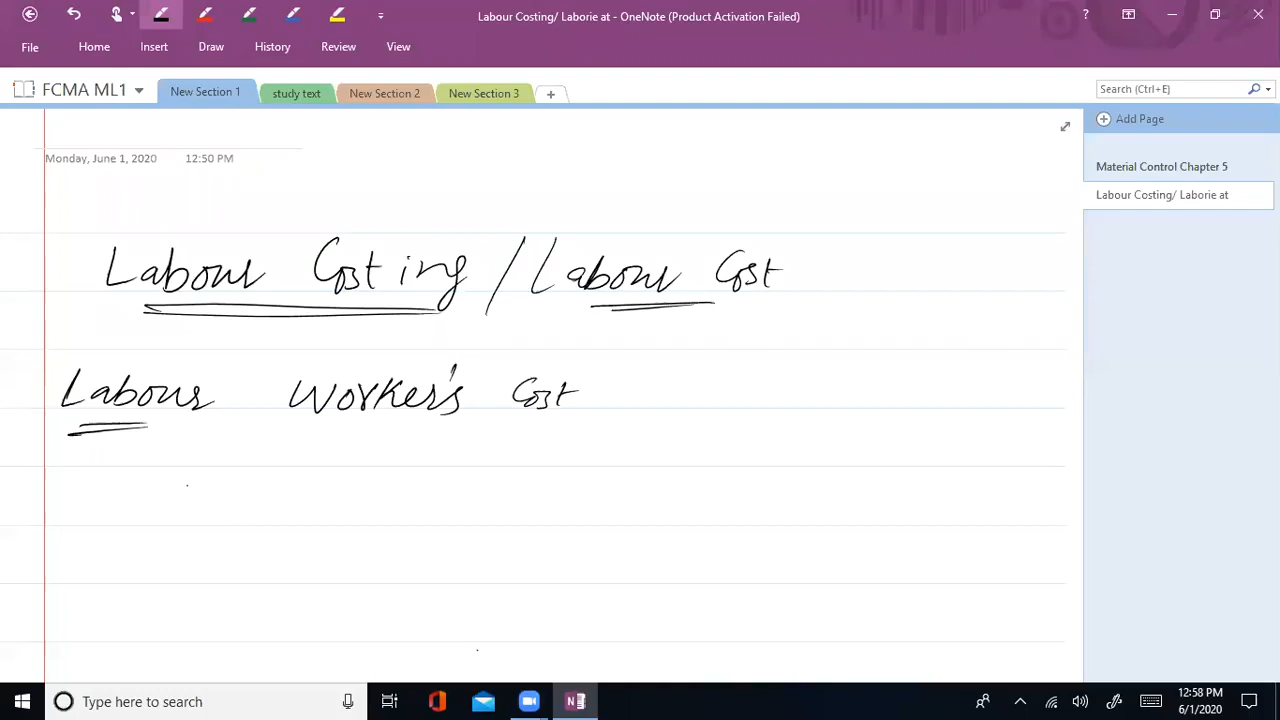 Labour Costing/ Laborie at - OneNote (Product Activation Failed)
?
File Home Insert Draw History Review View
FCMA ML1 New Section 1 study text New Section 2 New Section 3 +
Search (Ctrl+E)
Add Page
Material Control Chapter 5
Labour Costing/ Laborie at
Monday, June 1, 2020 12:50 PM
Labour Costing / Labour Cost
Labour Worker's Cost
Type here to search
12:58 PM
6/1/2020